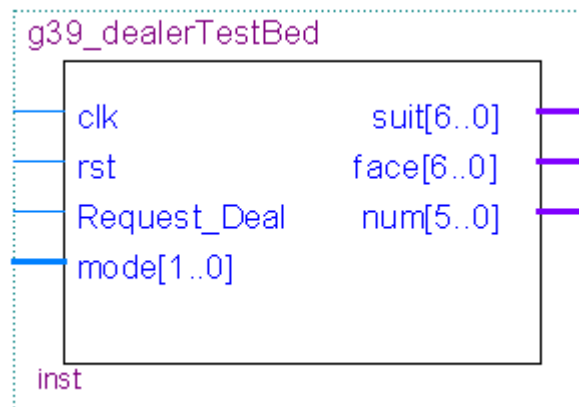 g39_dealerTestBed
clk suit[6..0]
rst face[6..0]
Request_Deal num[5..0]
mode[1..0]
inst